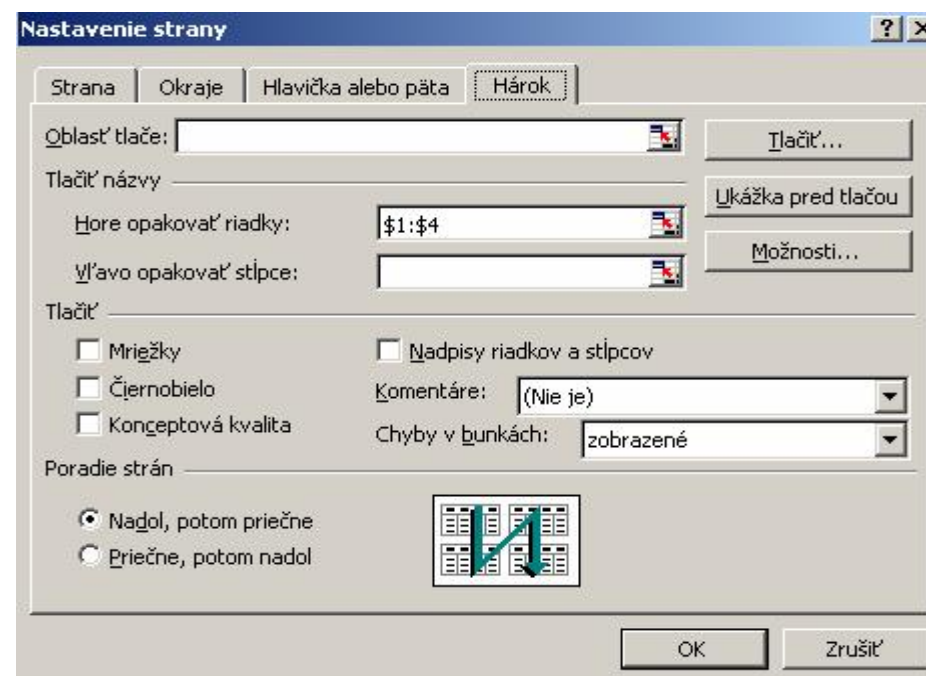 Nastavenie strany
Strana Okraje Hlavička alebo päta Hárok
Oblasť tlače: Tlačiť...
Tlačiť názvy
Ukážka pred tlačou
Hore opakovať riadky: $1:$4
Možnosti...
Vľavo opakovať stĺpce:
Tlačiť
Mriežky Nadpisy riadkov a stĺpcov
Čiernobielo Komentáre: (Nie je)
Konceptová kvalita Chyby v bunkách: zobrazené
Poradie strán
Nadol, potom priečne
Priečne, potom nadol
OK Zrušiť